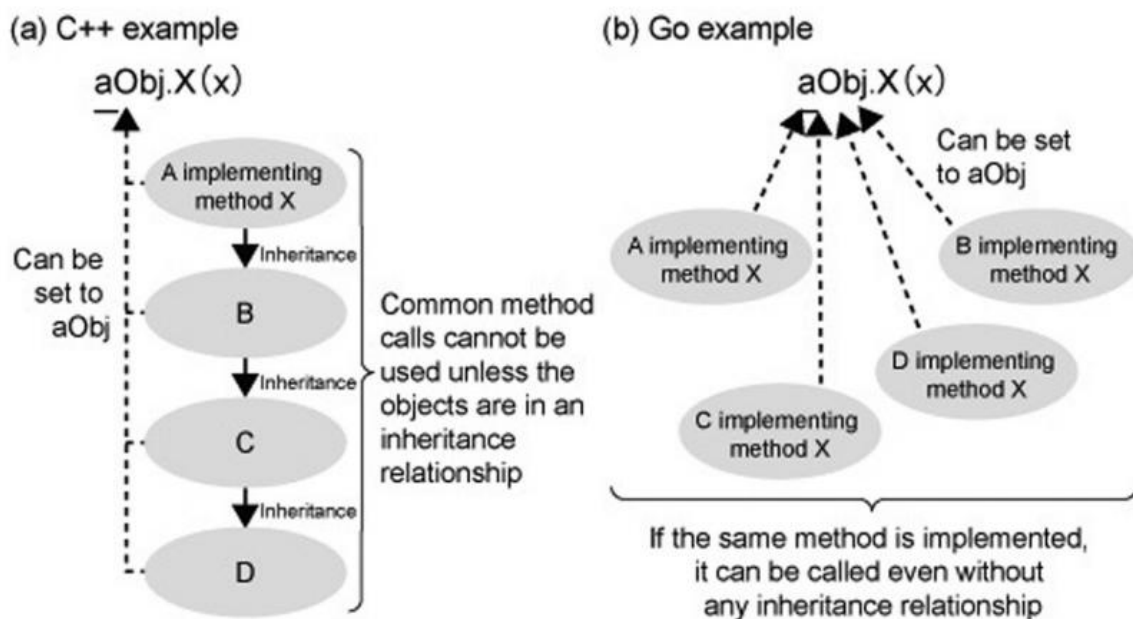 (a) C++ example
aObj.X(x)
A implementing
method X
Inheritance
Can be
set to
aObj
B
Inheritance
C
Inheritance
D
Common method
calls cannot be
used unless the
objects are in an
inheritance
relationship
(b) Go example
aObj.X(x)
Can be set
to aObj
A implementing
method X
B implementing
method X
D implementing
method X
C implementing
method X
If the same method is implemented,
it can be called even without
any inheritance relationship